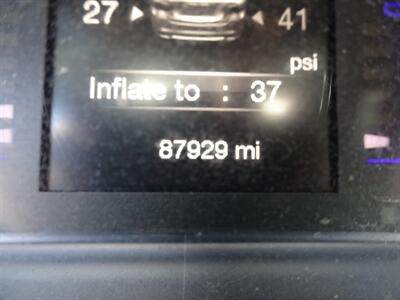 27 41
psi
Inflate to : 37
87929 mi